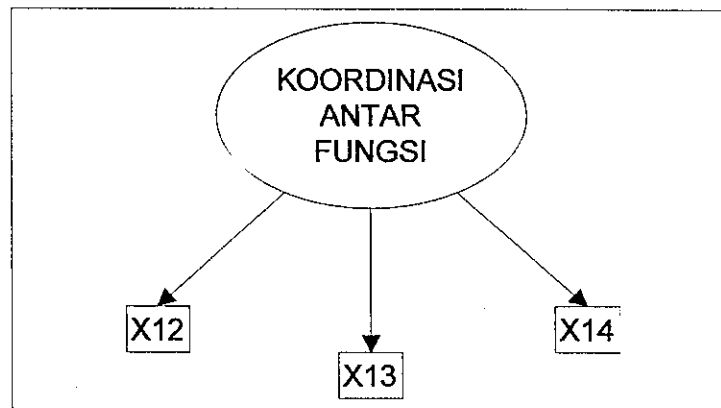 KOORDINASI
ANTAR
FUNGSI
X12
X13
X14